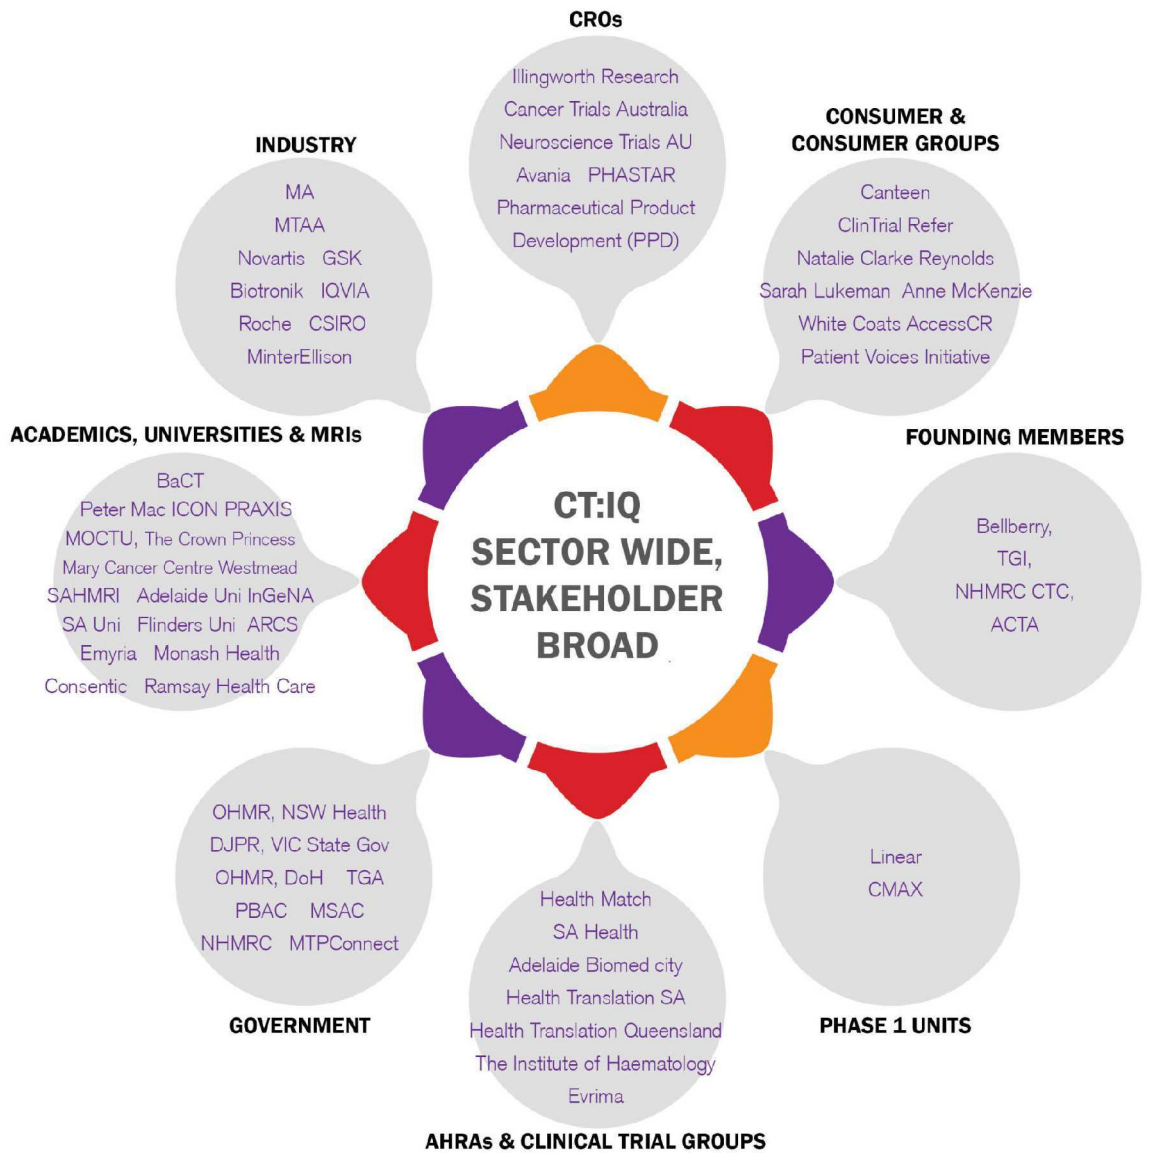 CROs
Illingworth Research
Cancer Trials Australia
Neuroscience Trials AU
Avania PHASTAR
Pharmaceutical Product
Development (PPD)
CONSUMER &
CONSUMER GROUPS
Canteen
ClinTrial Refer
Natalie Clarke Reynolds
Sarah Lukeman Anne McKenzie
White Coats AccessCR
Patient Voices Initiative
INDUSTRY
MA
MTAA
Novartis GSK
Biotronik IQVIA
Roche CSIRO
MinterEllison
ACADEMICS, UNIVERSITIES & MRIs
BaCT
Peter Mac ICON PRAXIS
MOCTU, The Crown Princess
Mary Cancer Centre Westmead
SAHMRI Adelaide Uni InGeNA
SA Uni Flinders Uni ARCS
Emyria Monash Health
Consentic Ramsay Health Care
CT:IQ
SECTOR WIDE,
STAKEHOLDER
BROAD
FOUNDING MEMBERS
Bellberry,
TGI,
NHMRC CTC,
ACTA
OHMR, NSW Health
DJPR, VIC State Gov
OHMR, DoH TGA
PBAC MSAC
NHMRC MTPConnect
GOVERNMENT
Health Match
SA Health
Adelaide Biomed city
Health Translation SA
Health Translation Queensland
The Institute of Haematology
Evrima
AHRAs & CLINICAL TRIAL GROUPS
Linear
CMAX
PHASE 1 UNITS